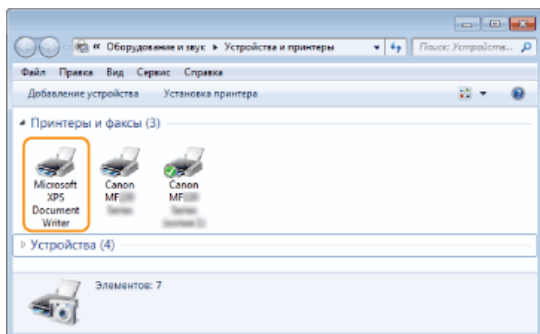 « Оборудование и звук ▸ Устройства и принтеры
Поиск: Устройств...
Файл Правка Вид Сервис Справка
Добавление устройства Установка принтера
Принтеры и факсы (3)
Microsoft XPS Document Writer
Canon MF
Canon MF
Устройства (4)
Элементов: 7